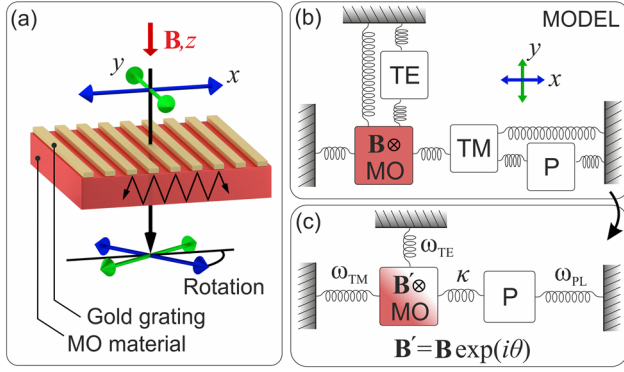 (a)
B,z
y
x
Rotation
Gold grating
MO material
(b)
MODEL
TE
y
x
B⊗
MO
TM
P
(c)
ω_TE
ω_TM
B′⊗
MO
κ
P
ω_PL
B′=B exp(iθ)